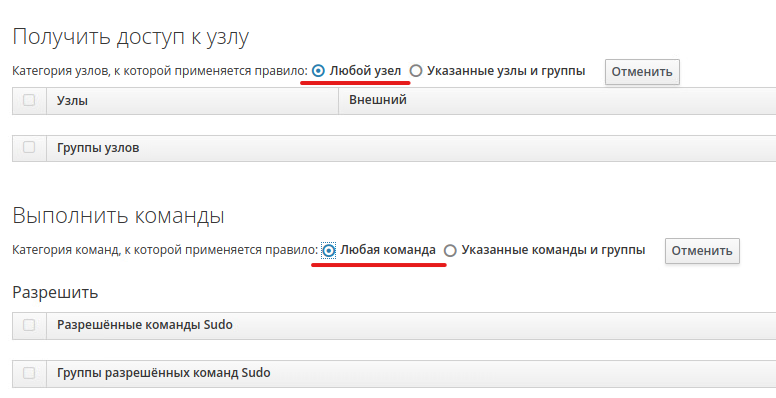 Получить доступ к узлу
Категория узлов, к которой применяется правило: Любой узел Указанные узлы и группы Отменить
Узлы Внешний
Группы узлов
Выполнить команды
Категория команд, к которой применяется правило: Любая команда Указанные команды и группы Отменить
Разрешить
Разрешённые команды Sudo
Группы разрешённых команд Sudo